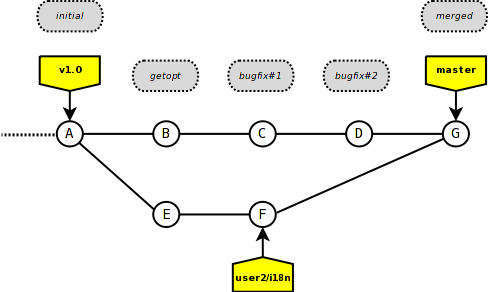 initial
merged
v1.0
master
getopt
bugfix#1
bugfix#2
A
B
C
D
G
E
F
user2/i18n